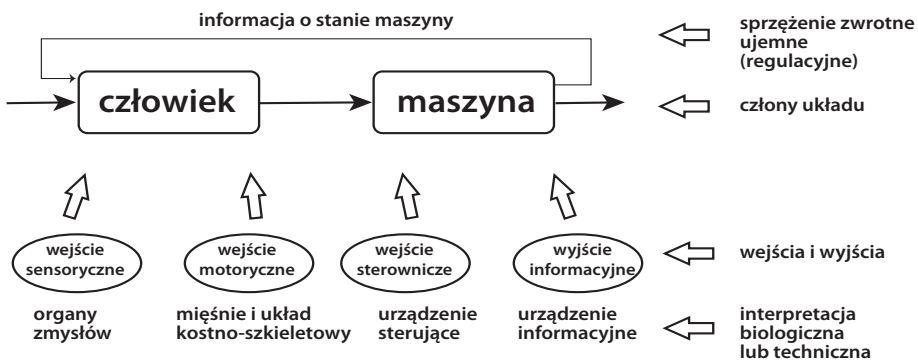 informacja o stanie maszyny
sprzężenie zwrotne
ujemne
(regulacyjne)
człowiek
maszyna
człony układu
wejście
sensoryczne
wejście
motoryczne
wejście
sterownicze
wyjście
informacyjne
wejścia i wyjścia
organy
zmysłów
mięśnie i układ
kostno-szkieletowy
urządzenie
sterujące
urządzenie
informacyjne
interpretacja
biologiczna
lub techniczna